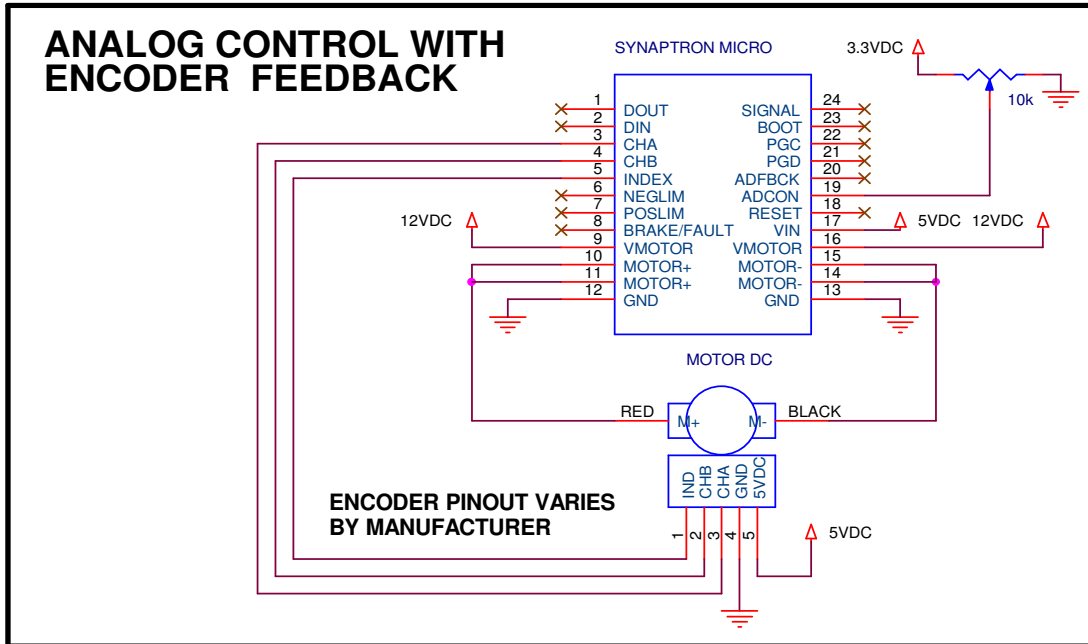 ANALOG CONTROL WITH
ENCODER FEEDBACK
SYNAPTRON MICRO
3.3VDC
10k
1 DOUT
2 DIN
3 CHA
4 CHB
5 INDEX
6 NEGLIM
7 POSLIM
8 BRAKE/FAULT
9 VMOTOR
10 MOTOR+
11 MOTOR+
12 GND
SIGNAL 24
BOOT 23
PGC 22
PGD 21
ADFBCK 20
ADCON 19
RESET 18
VIN 17
VMOTOR 16
MOTOR- 15
MOTOR- 14
GND 13
12VDC
5VDC
12VDC
MOTOR DC
RED
M+
M-
BLACK
IND
CHB
CHA
GND
5VDC
1
2
3
4
5
ENCODER PINOUT VARIES
BY MANUFACTURER
5VDC